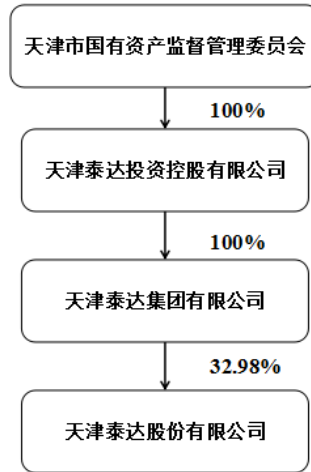 天津市国有资产监督管理委员会
100%
天津泰达投资控股有限公司
100%
天津泰达集团有限公司
32.98%
天津泰达股份有限公司